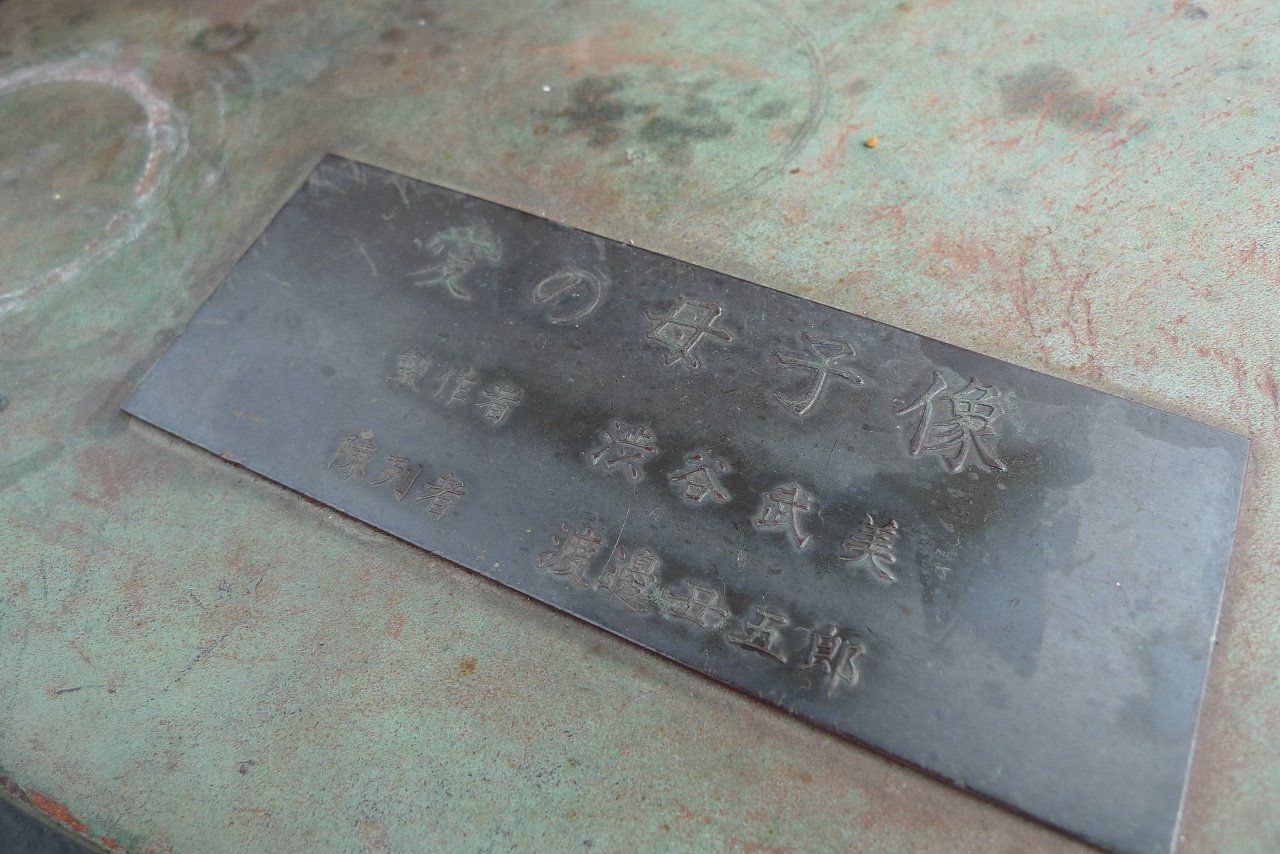 愛の母子像
製作者 渋谷武美
陳列者 渡邉丑五郎